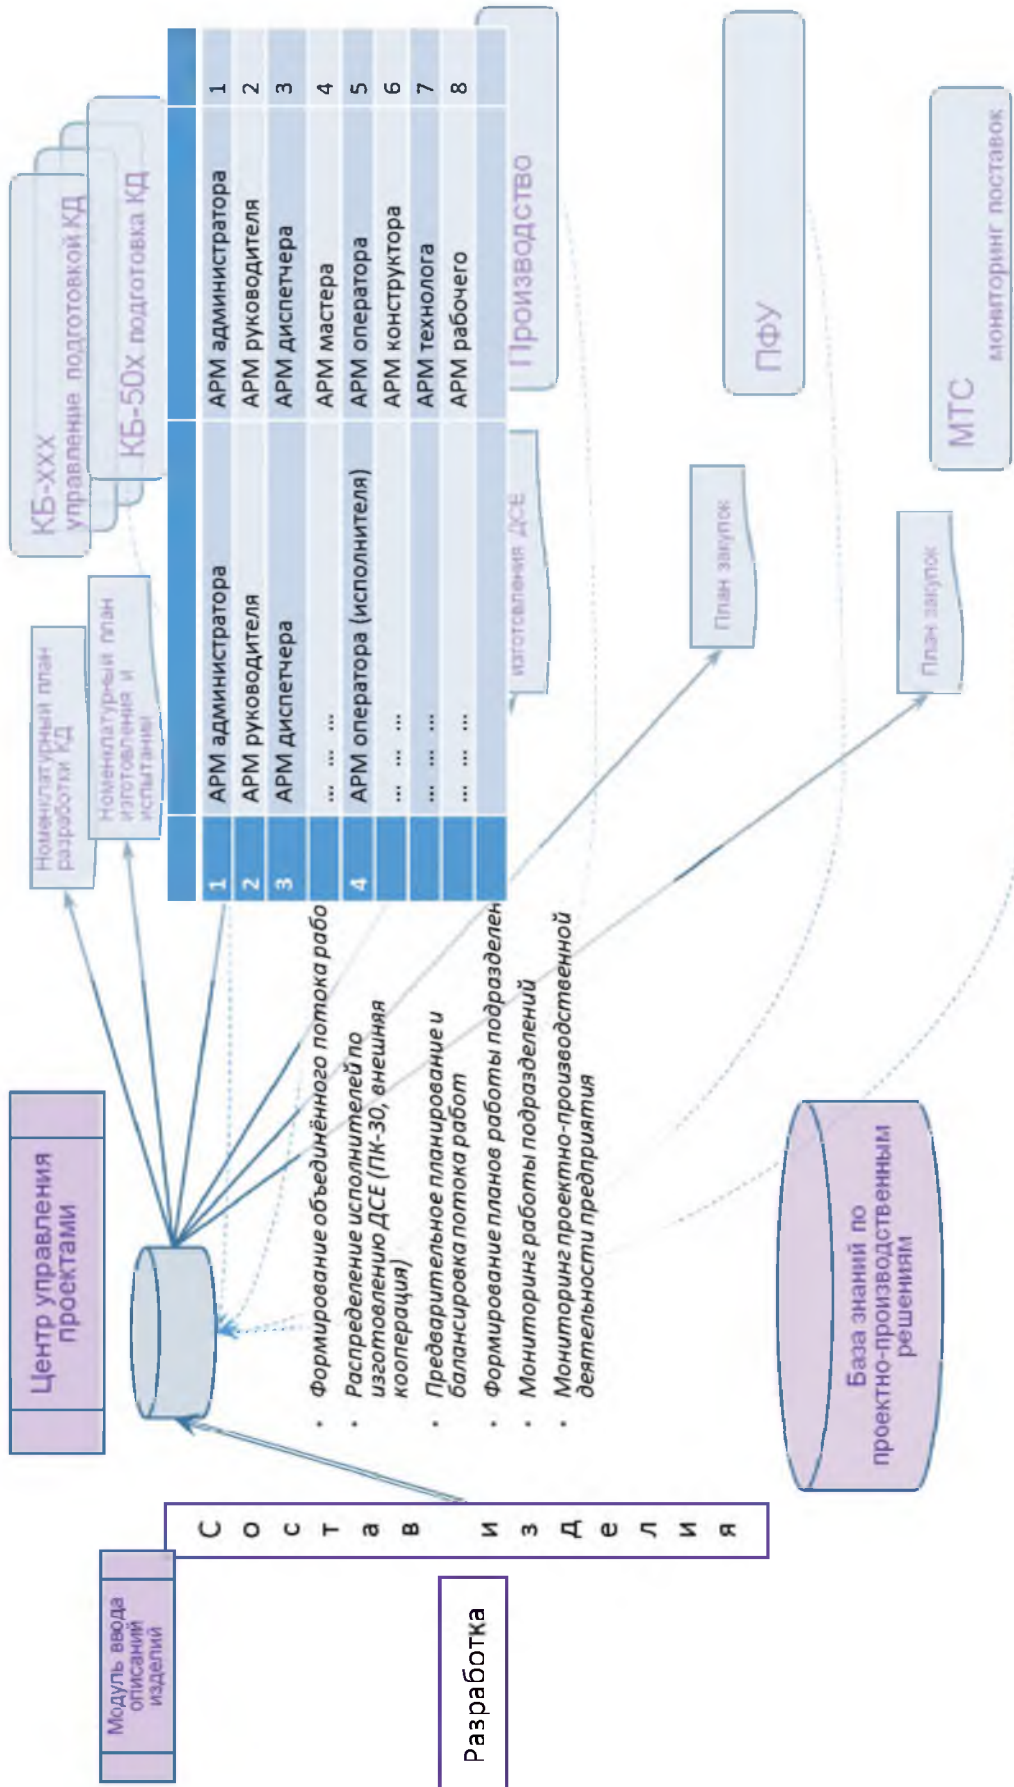 Модуль ввода
описаний
изделий
Разработка
С
о
с
т
а
в
и
з
д
е
л
и
я
Центр управления
проектами
• Формирование объединённого потока рабо
• Распределение исполнителей по
изготовлению ДСЕ (ПК-30, внешняя
кооперация)
• Предварительное планирование и
балансировка потока работ
• Формирование планов работы подразделен
• Мониторинг работы подразделений
• Мониторинг проектно-производственной
деятельности предприятия
База знаний по
проектно-производственным
решениям
Номенклатурный план
разработки КД
Номенклатурный план
изготовления и
испытаний
КБ-ХХХ
управление подготовкой КД
КБ-50х подготовка КД
1 АРМ администратора АРМ администратора 1
2 АРМ руководителя АРМ руководителя 2
3 АРМ диспетчера АРМ диспетчера 3
... ... ... АРМ мастера 4
4 АРМ оператора (исполнителя) АРМ оператора 5
... ... ... АРМ конструктора 6
... ... ... АРМ технолога 7
... ... ... АРМ рабочего 8
изготовления ДСЕ
Производство
План закупок
ПФУ
План закупок
МТС
мониторинг поставок